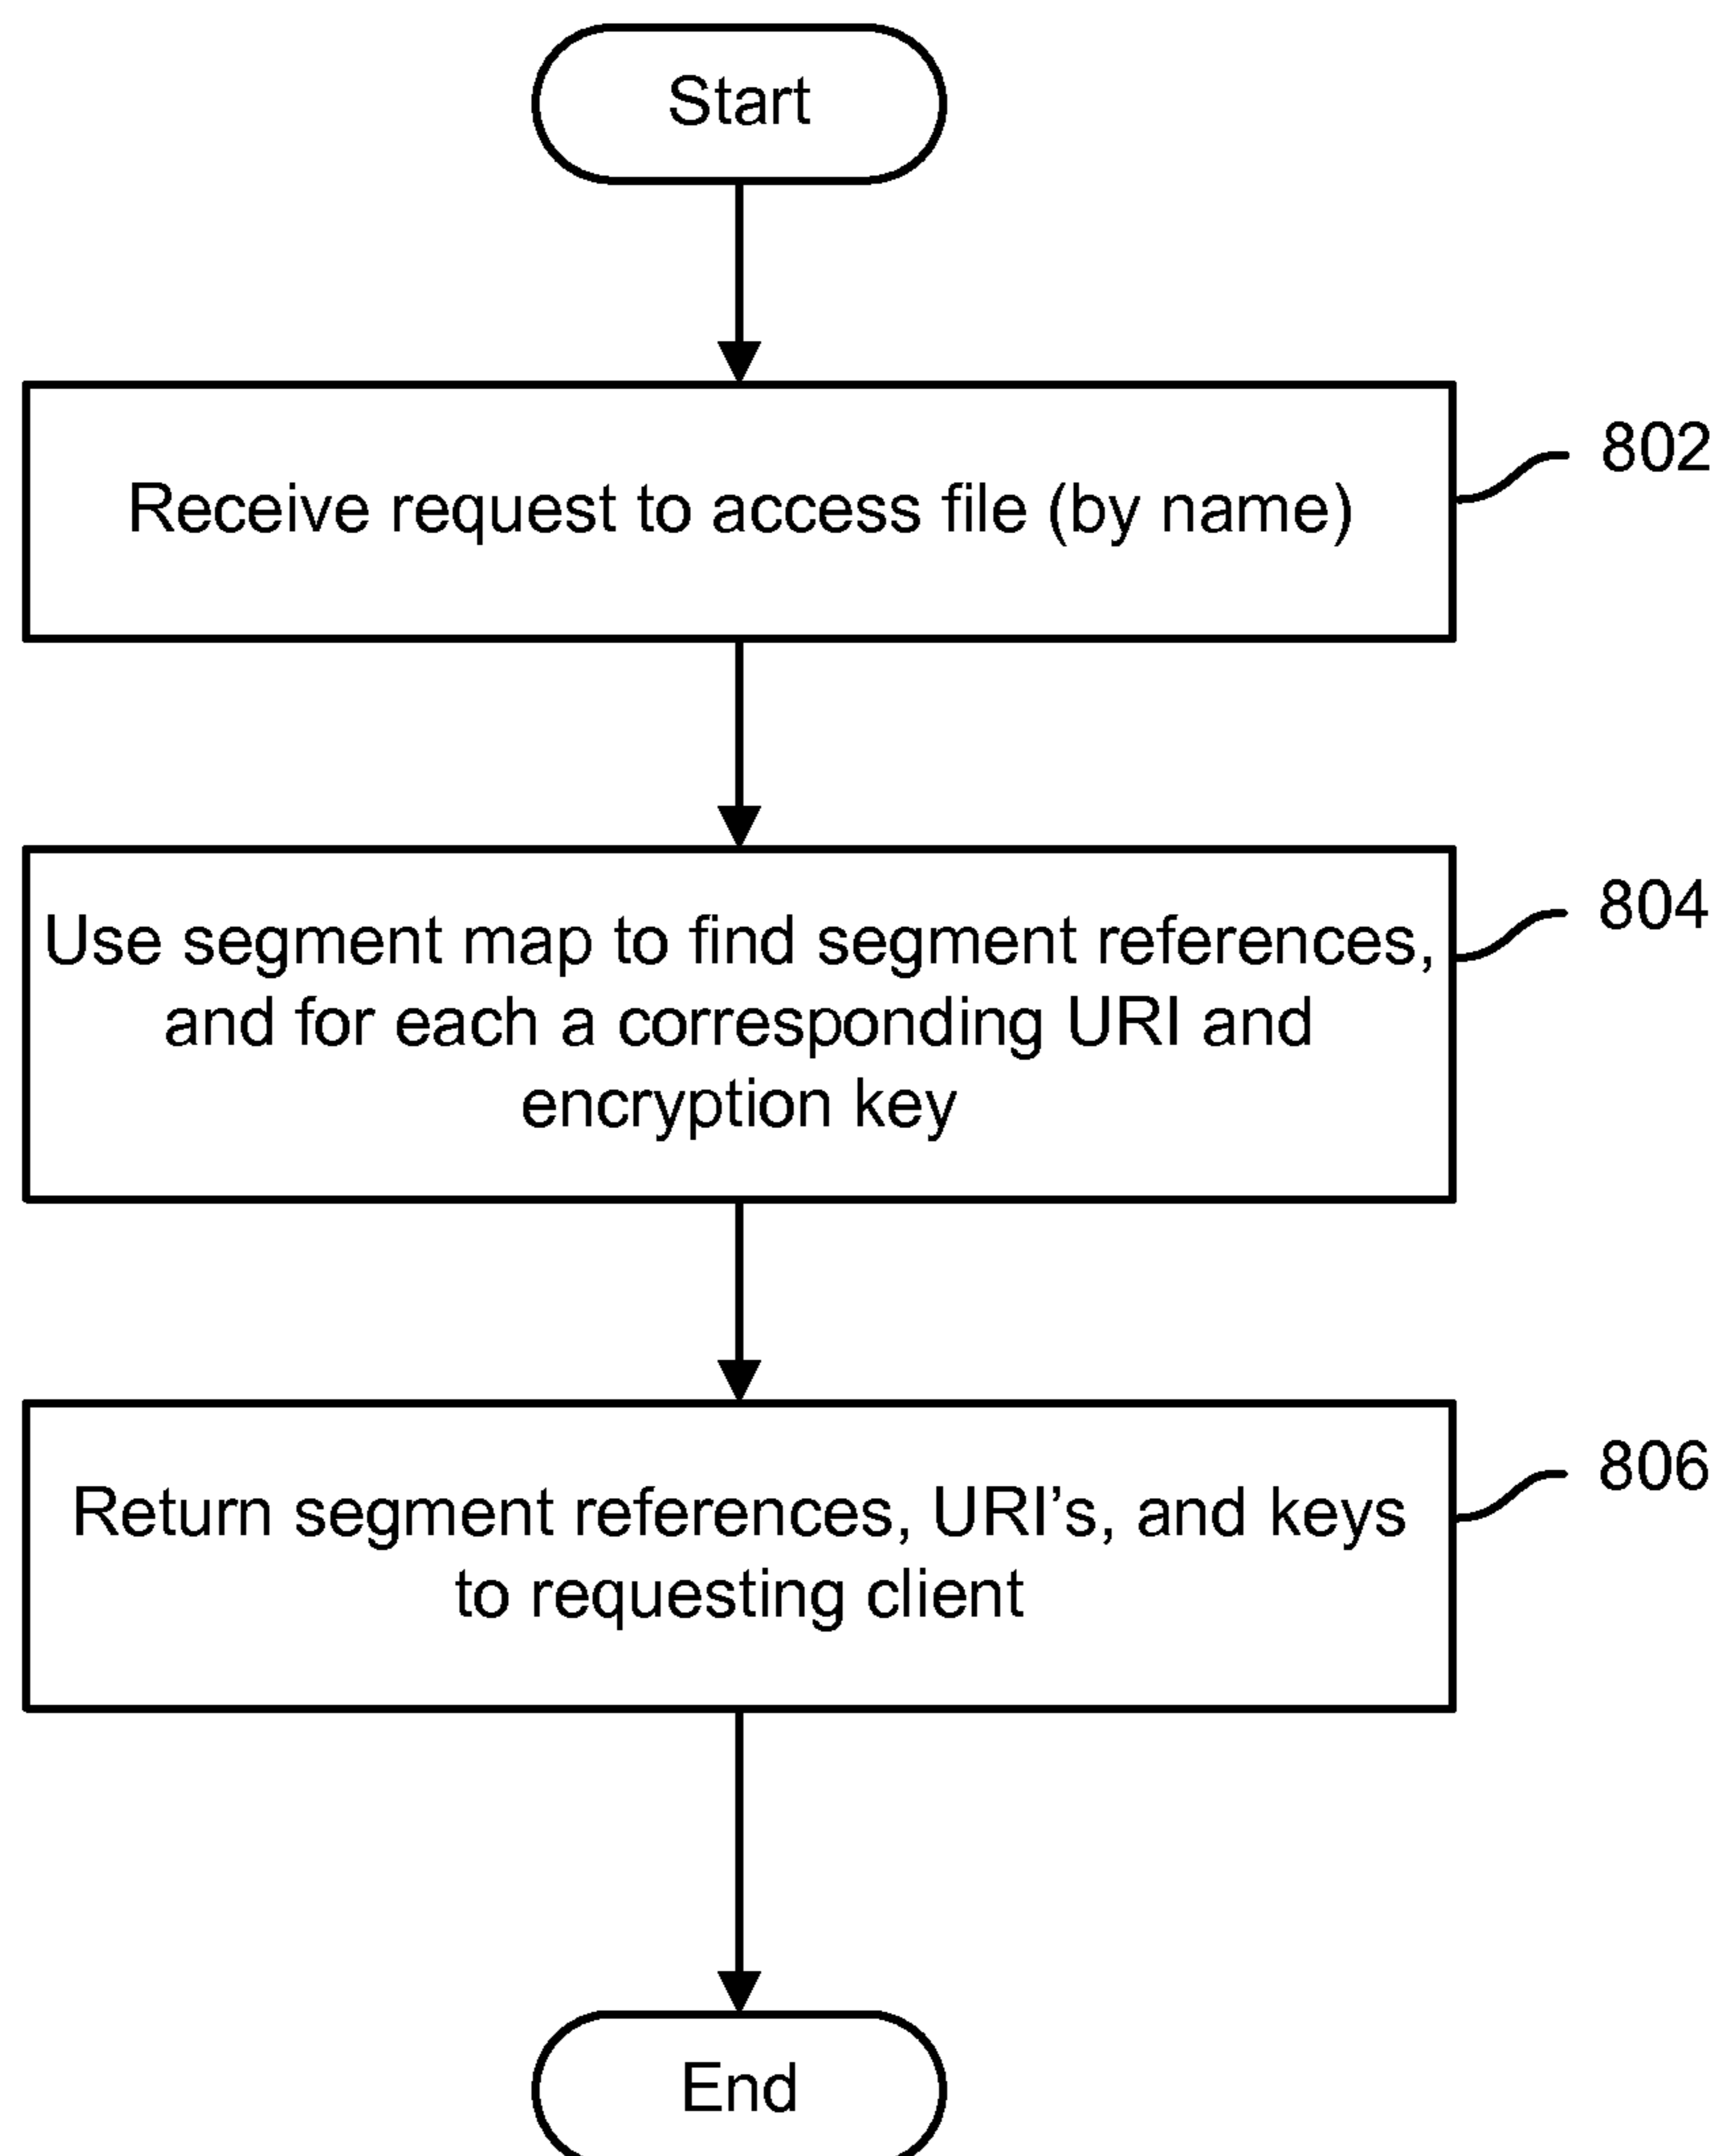 Start
Receive request to access file (by name)
802
Use segment map to find segment references,
and for each a corresponding URI and
encryption key
804
Return segment references, URI's, and keys
to requesting client
806
End